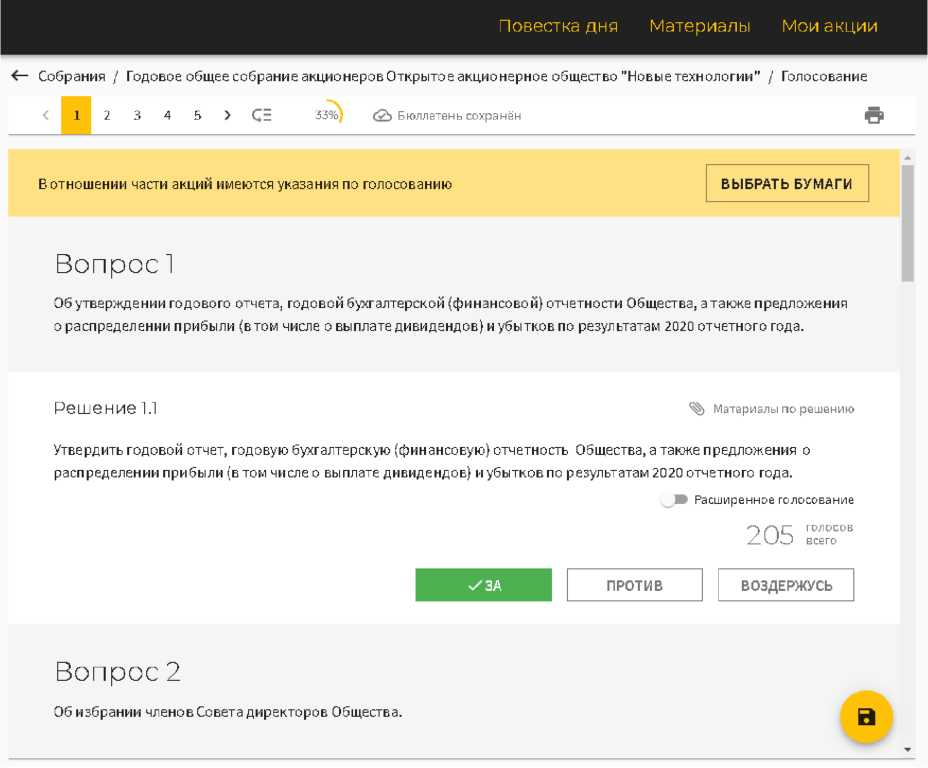 Повестка дня Материалы Мои акции
Собрания / Годовое общее собрание акционеров Открытое акционерное общество "Новые технологии" / Голосование
1 2 3 4 5 33% Бюллетень сохранён
В отношении части акций имеются указания по голосованию ВЫБРАТЬ БУМАГИ
Вопрос 1
Об утверждении годового отчета, годовой бухгалтерской (финансовой) отчетности Общества, а также предложения
о распределении прибыли (в том числе о выплате дивидендов) и убытков по результатам 2020 отчетного года.
Решение 1.1 Материалы по решению
Утвердить годовой отчет, годовую бухгалтерскую (финансовую) отчетность Общества, а также предложения о
распределении прибыли (в том числе о выплате дивидендов) и убытков по результатам 2020 отчетного года.
Расширенное голосование
205 голосов
всего
ЗА ПРОТИВ ВОЗДЕРЖУСЬ
Вопрос 2
Об избрании членов Совета директоров Общества.